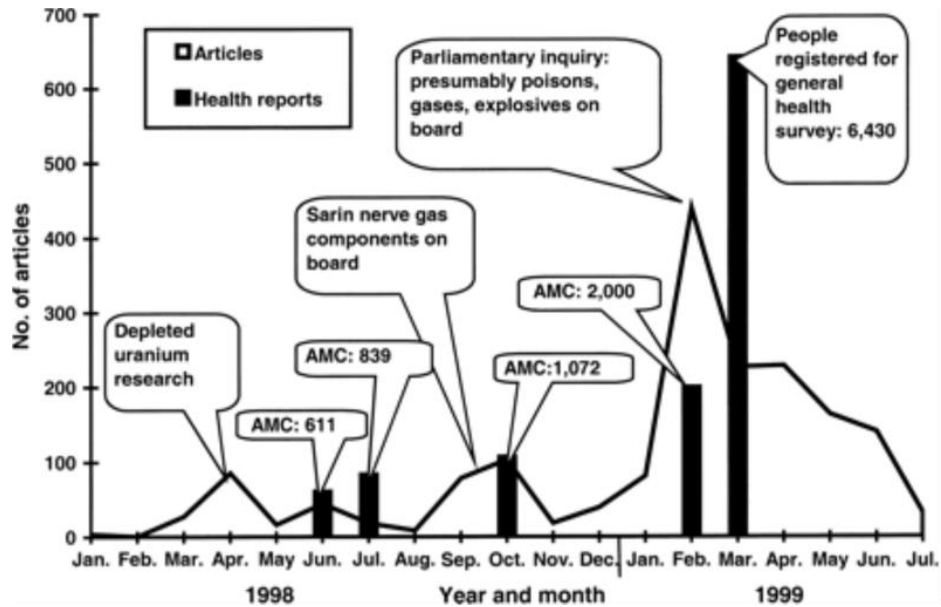 700
600
500
400
300
200
100
0
No. of articles
Articles
Health reports
Depleted
uranium
research
AMC: 611
AMC: 839
Sarin nerve gas
components on
board
AMC:1,072
Parliamentary inquiry:
presumably poisons,
gases, explosives on
board
AMC: 2,000
People
registered for
general
health
survey: 6,430
Jan. Feb. Mar. Apr. May Jun. Jul. Aug. Sep. Oct. Nov. Dec. Jan. Feb. Mar. Apr. May Jun. Jul.
1998 Year and month 1999